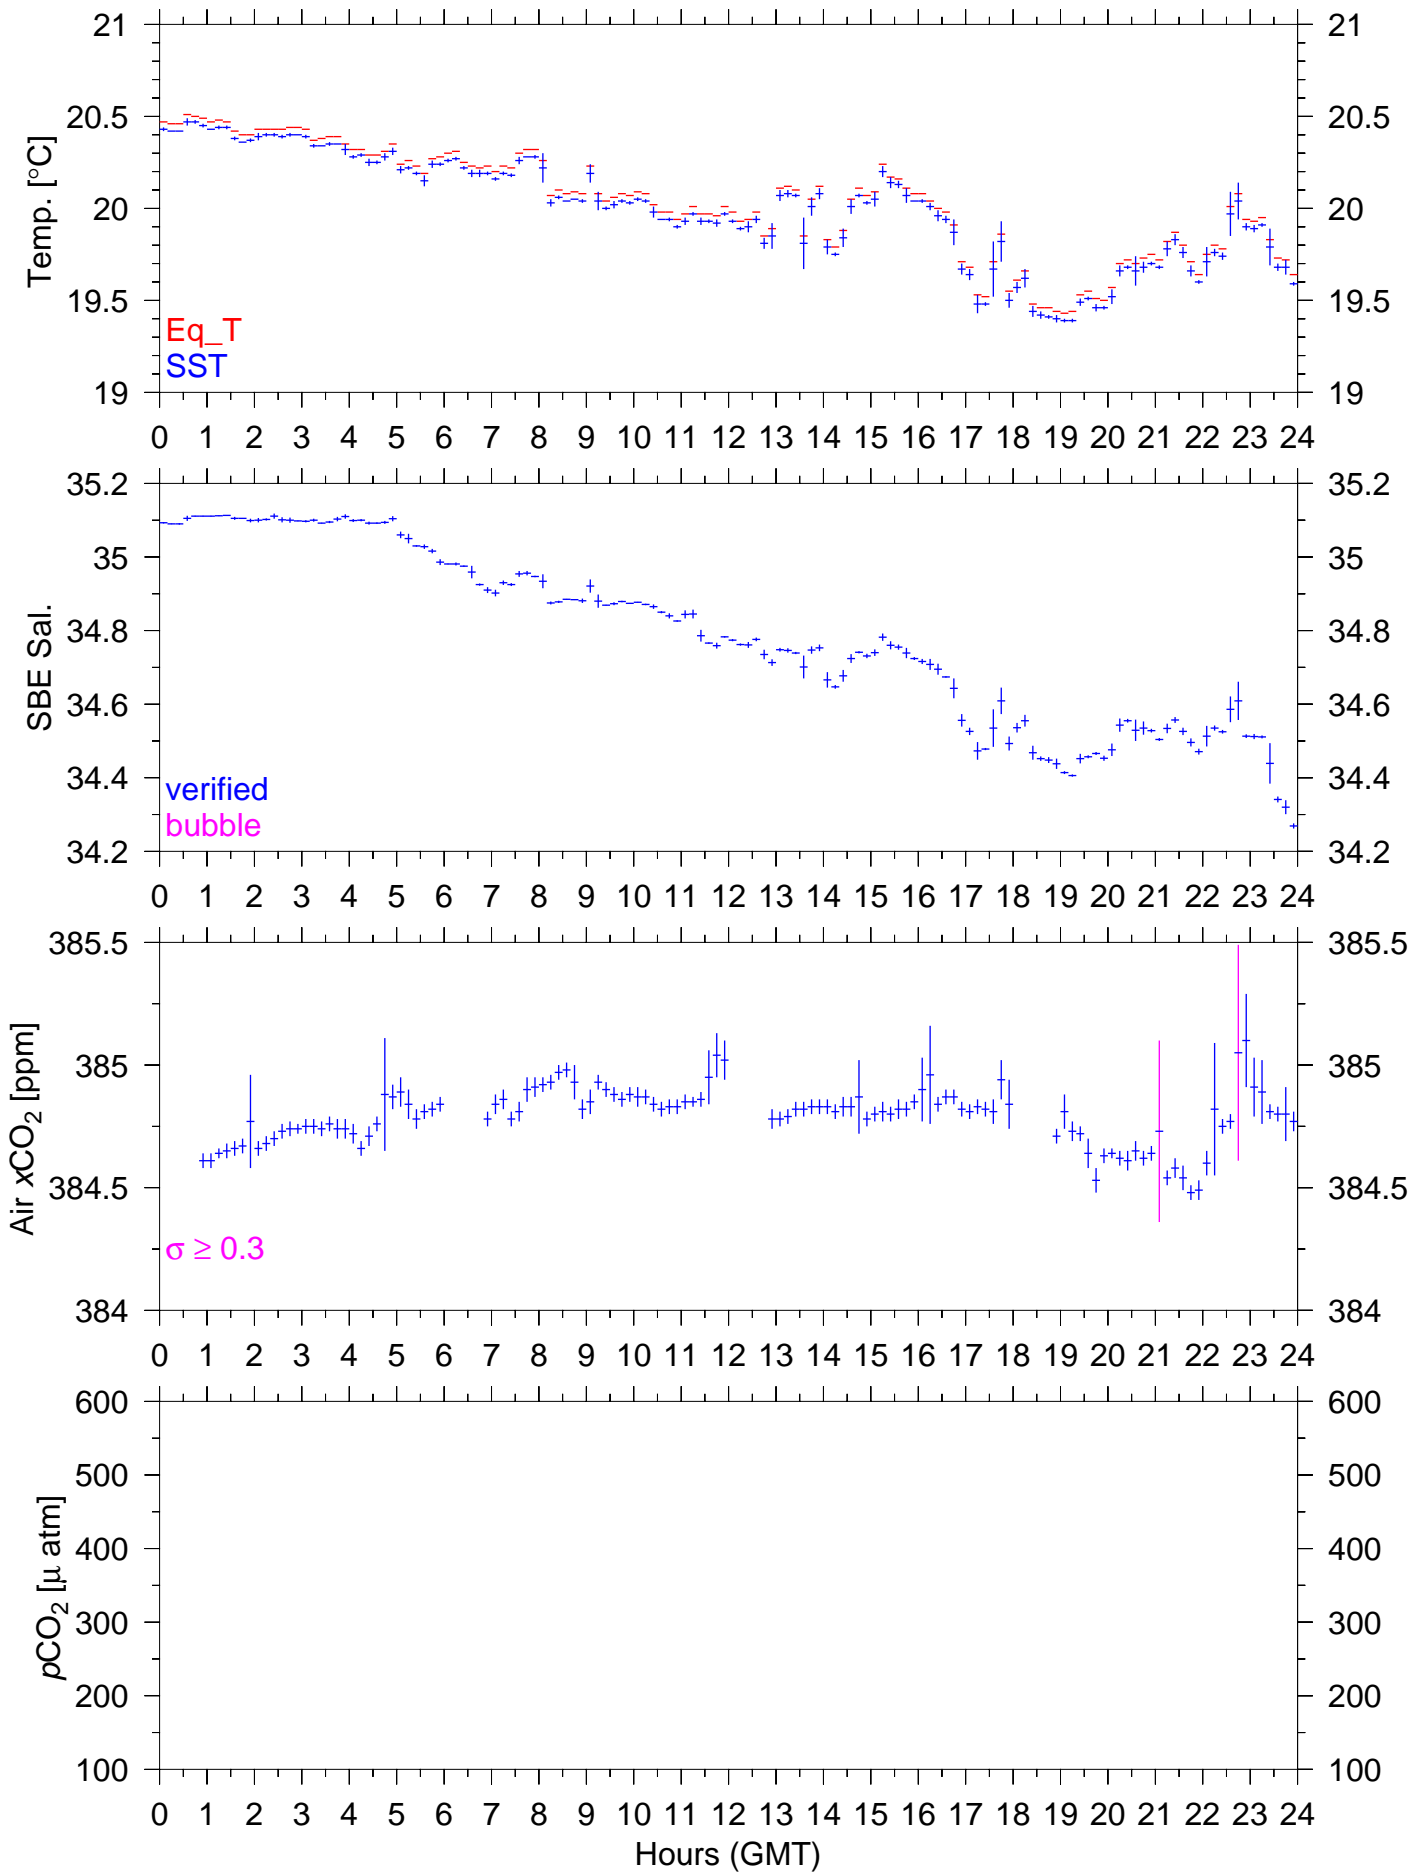 21 21
20.5 20.5
20 20
19.5 19.5
19 19
Temp. [°C]
Eq_T
SST
0 1 2 3 4 5 6 7 8 9 10 11 12 13 14 15 16 17 18 19 20 21 22 23 24
35.2 35.2
35 35
34.8 34.8
34.6 34.6
34.4 34.4
34.2 34.2
SBE Sal.
verified
bubble
0 1 2 3 4 5 6 7 8 9 10 11 12 13 14 15 16 17 18 19 20 21 22 23 24
385.5 385.5
385 385
384.5 384.5
384 384
Air xCO₂ [ppm]
σ ≥ 0.3
0 1 2 3 4 5 6 7 8 9 10 11 12 13 14 15 16 17 18 19 20 21 22 23 24
600 600
500 500
400 400
300 300
200 200
100 100
pCO₂ [μ atm]
0 1 2 3 4 5 6 7 8 9 10 11 12 13 14 15 16 17 18 19 20 21 22 23 24
Hours (GMT)